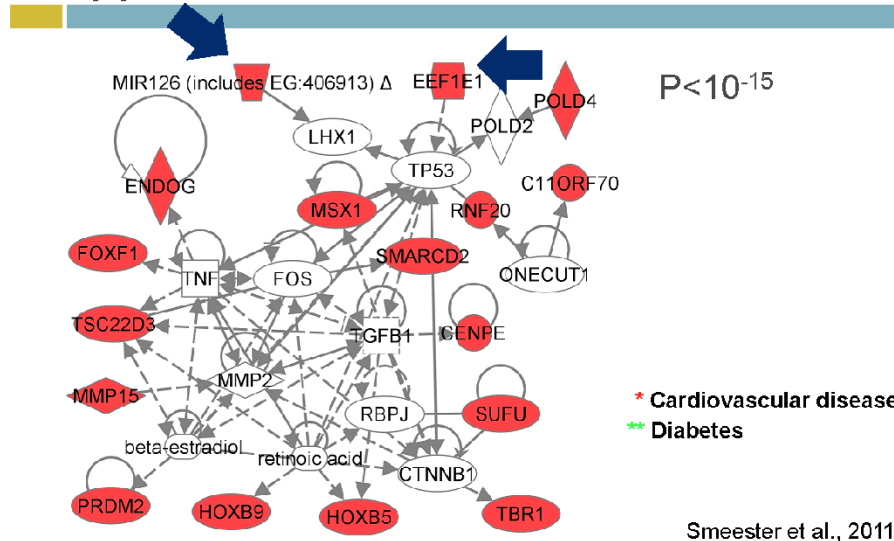 P<10⁻¹⁵
MIR126 (includes EG:406913) Δ
EEF1E1
POLD4
POLD2
LHX1
TP53
ENDOG
C11ORF70
MSX1
RNF20
FOXF1
SMARCD2
TNF
FOS
ONECUT1
TSC22D3
TGFB1
CENPE
MMP2
MMP15
RBPJ
SUFU
* Cardiovascular disease
** Diabetes
beta-estradiol
retinoic acid
CTNNB1
PRDM2
HOXB9
HOXB5
TBR1
Smeester et al., 2011